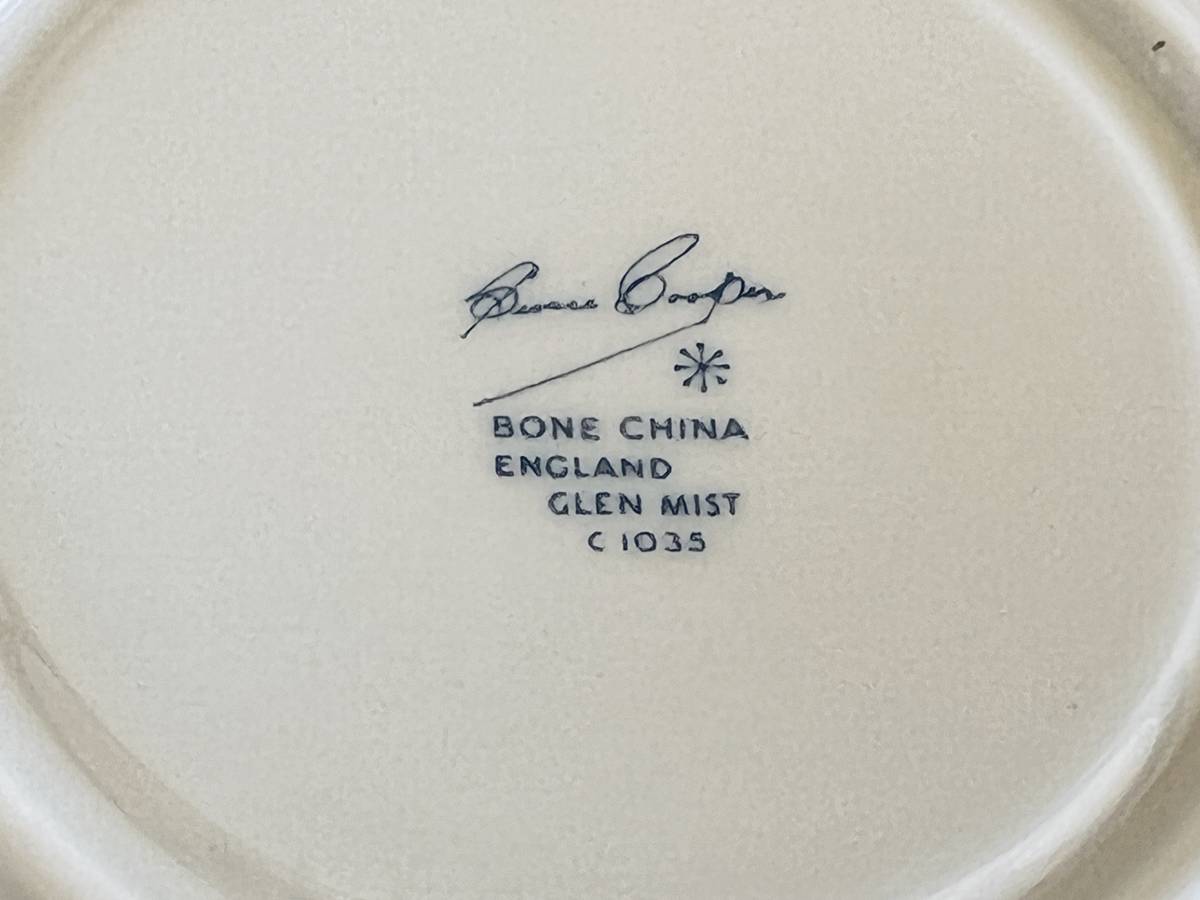 Susie Cooper
BONE CHINA
ENGLAND
GLEN MIST
C 1035